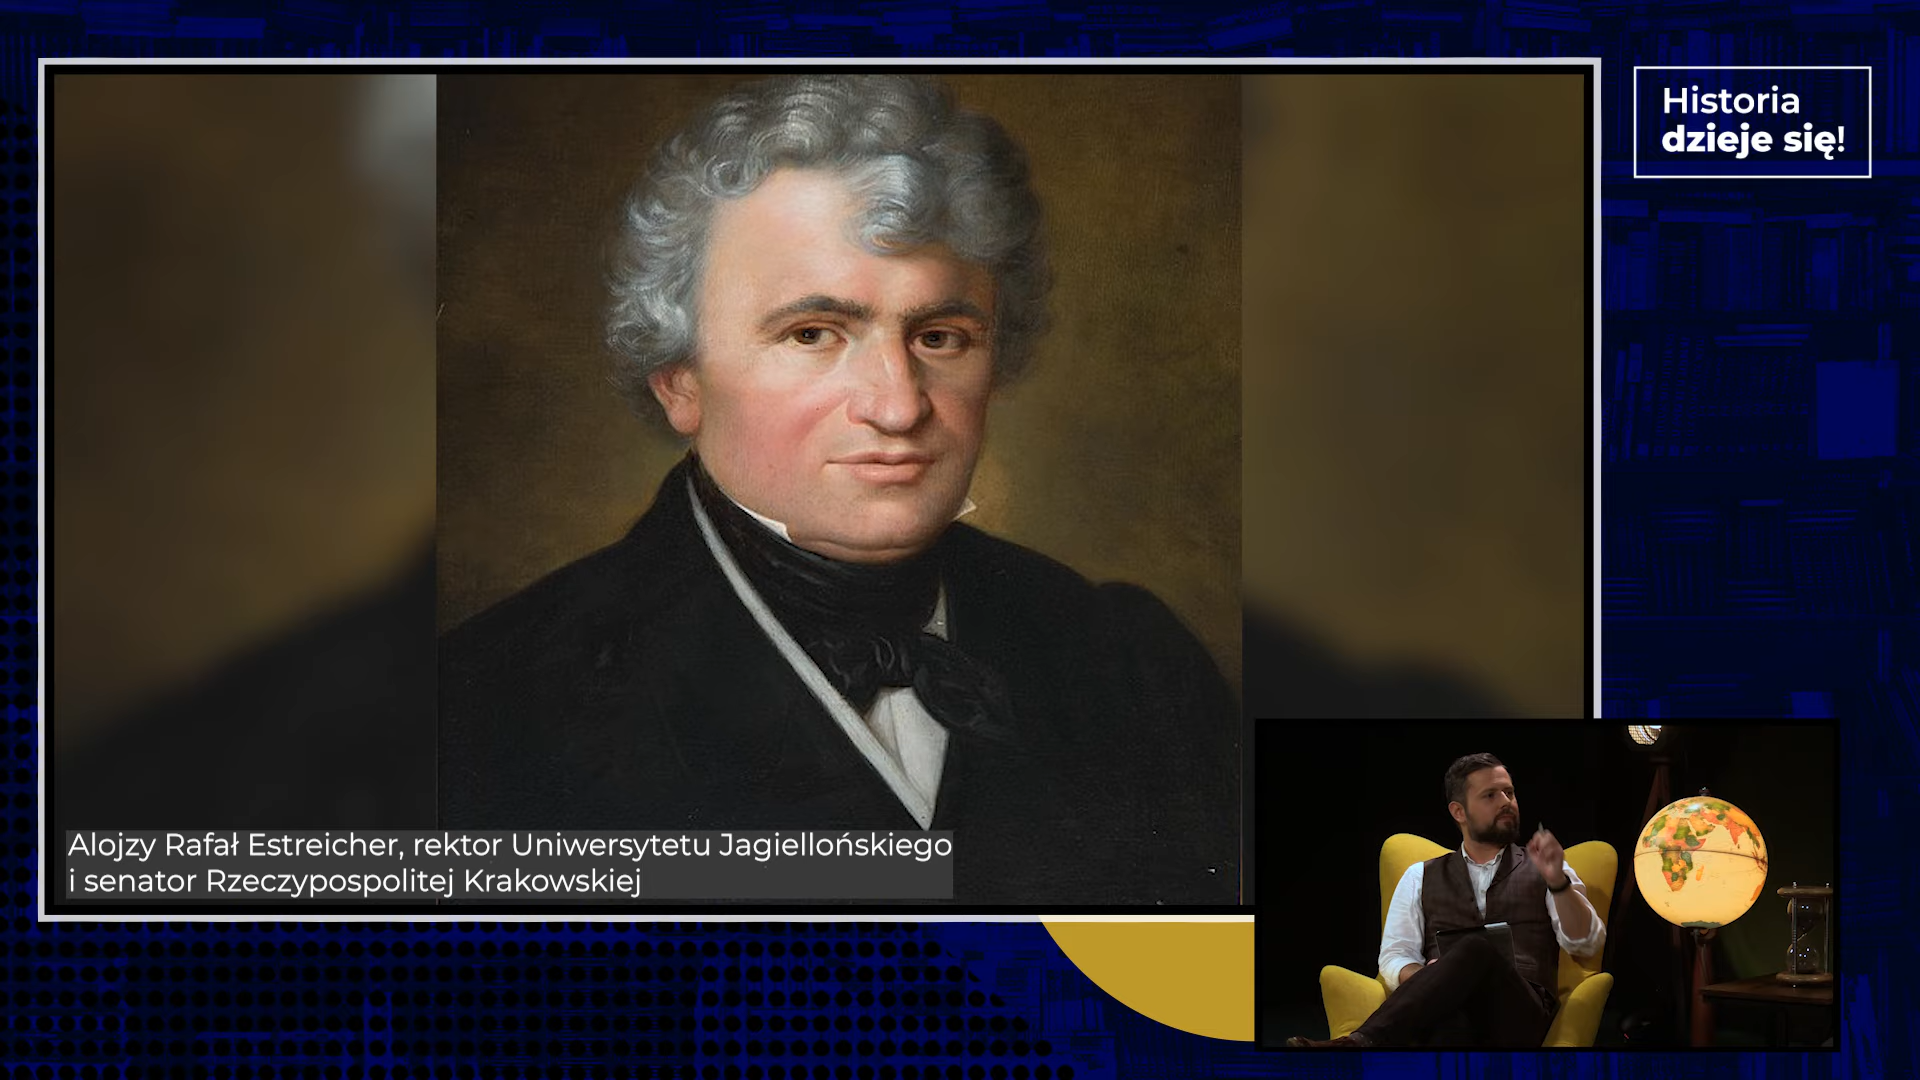 Historia
dzieje się!
Alojzy Rafał Estreicher, rektor Uniwersytetu Jagiellońskiego
i senator Rzeczypospolitej Krakowskiej